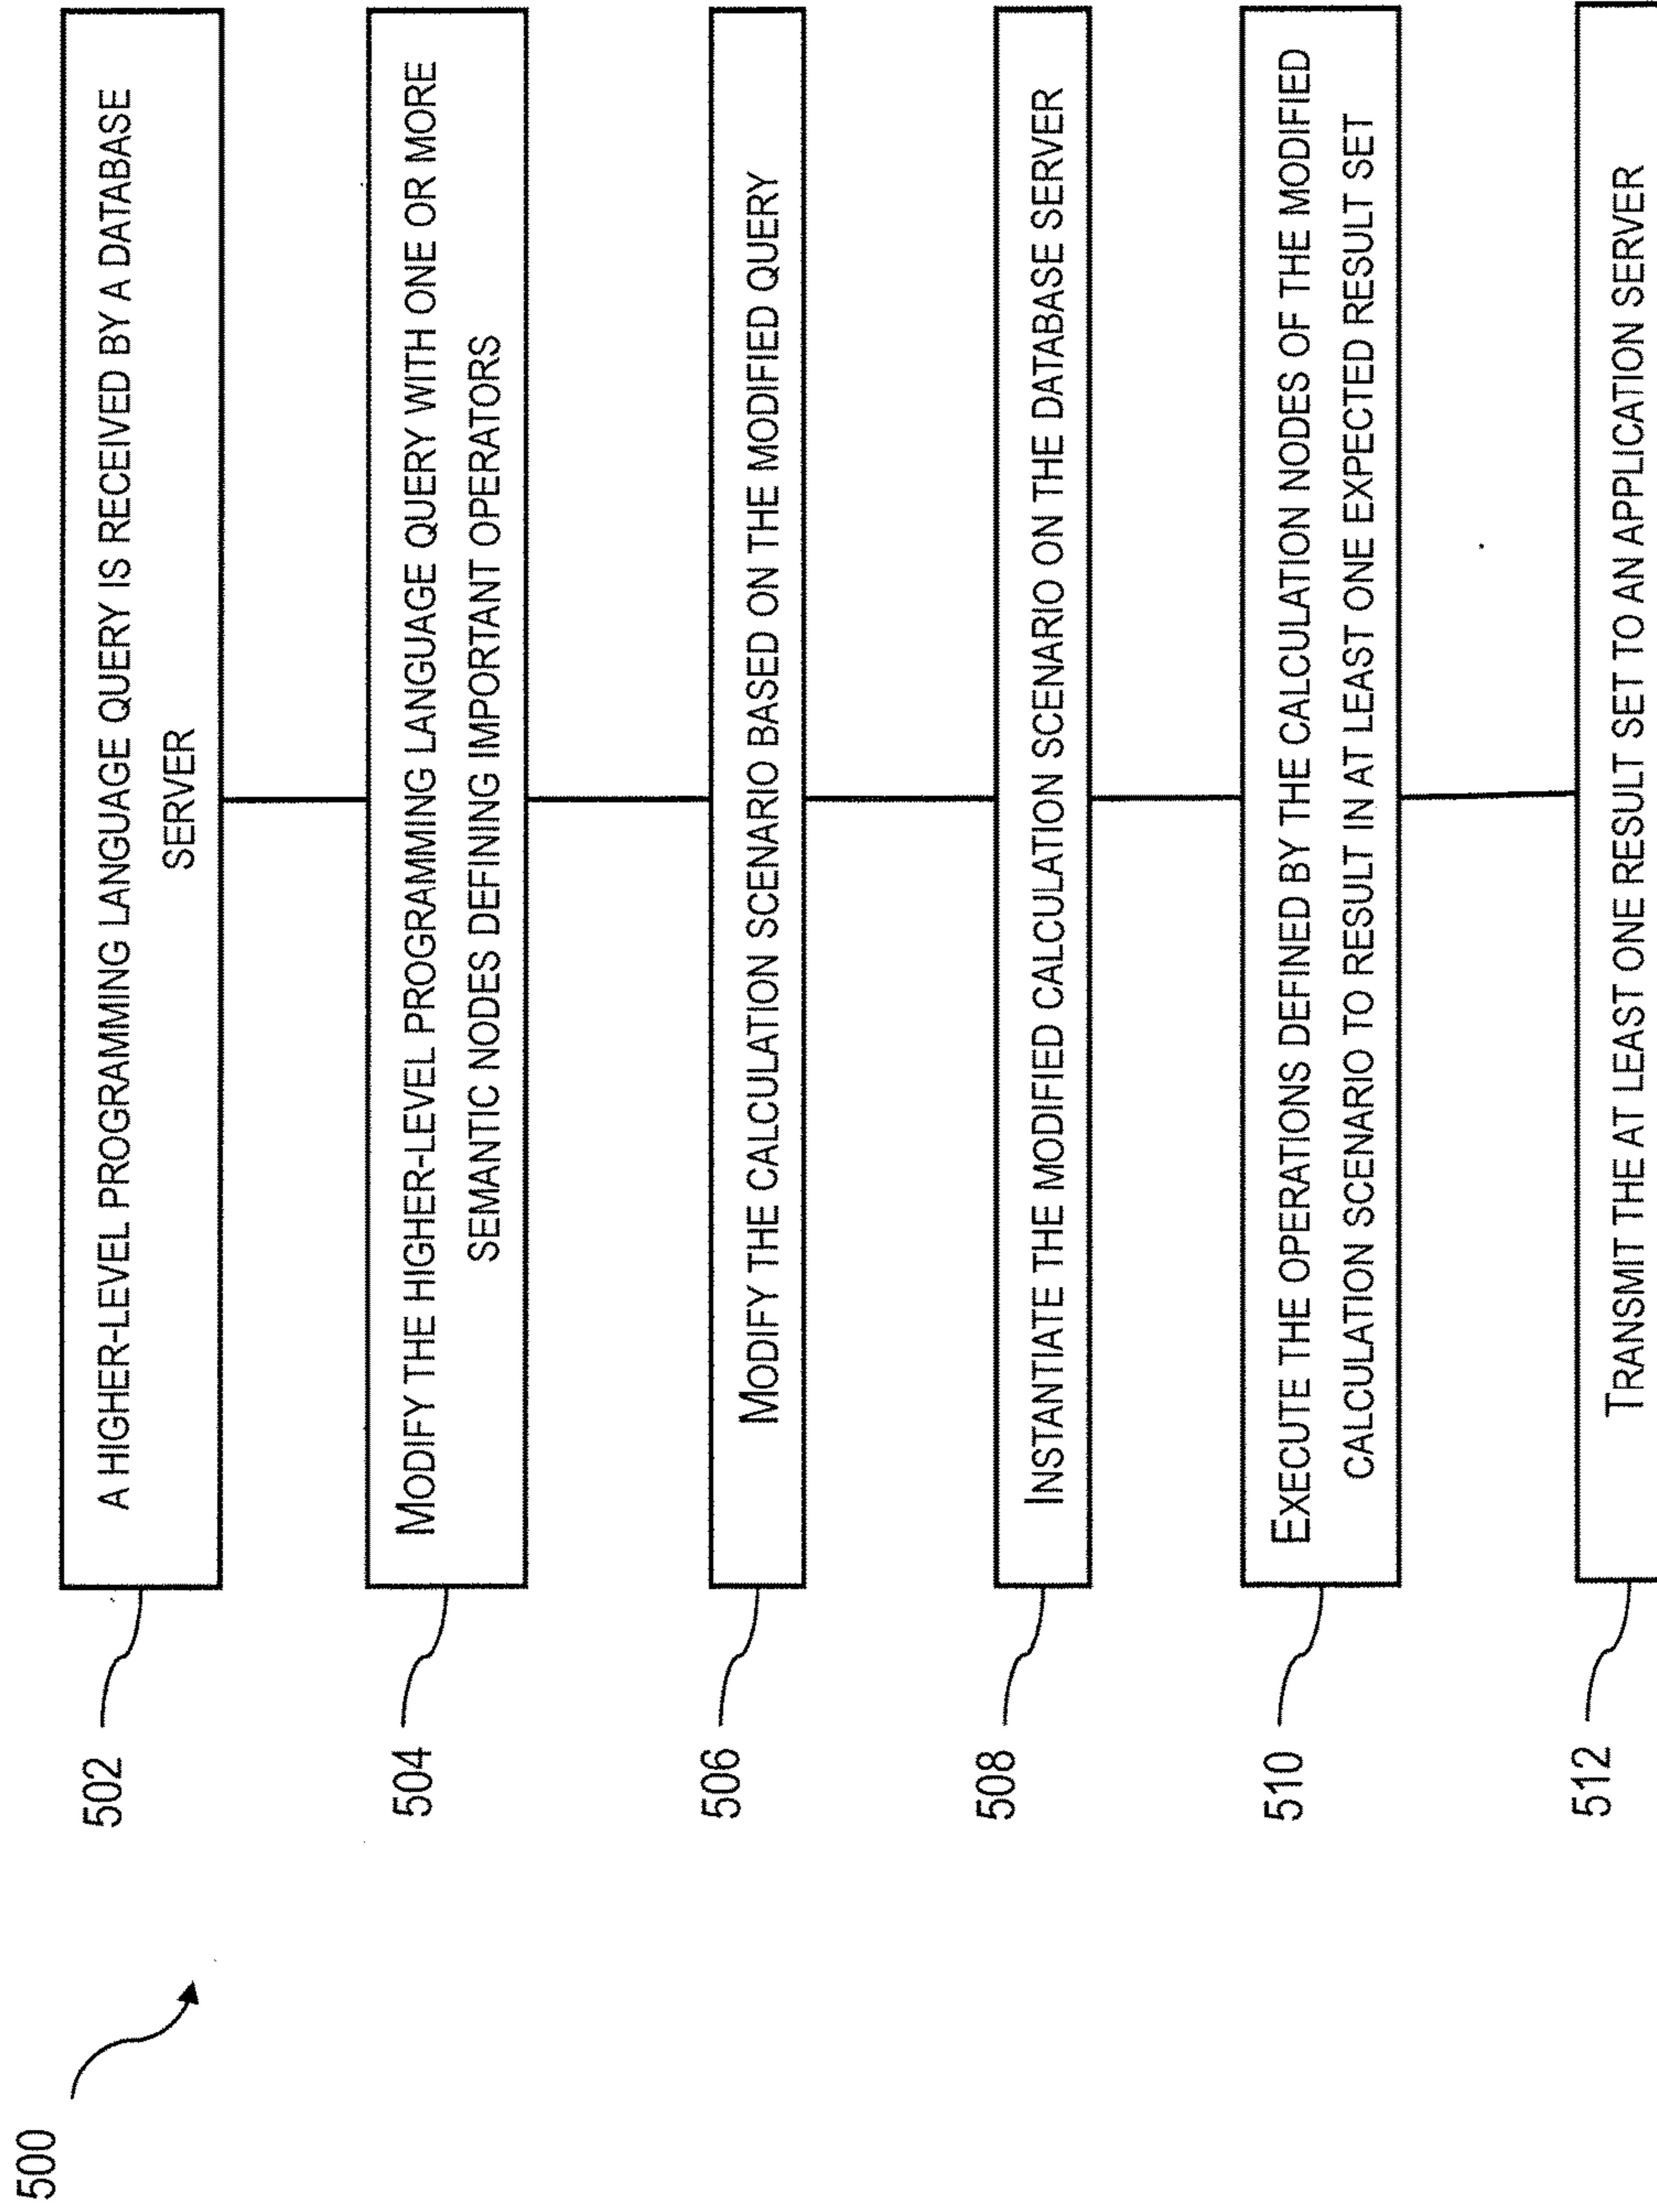 500
502
A HIGHER-LEVEL PROGRAMMING LANGUAGE QUERY IS RECEIVED BY A DATABASE
SERVER
504
MODIFY THE HIGHER-LEVEL PROGRAMMING LANGUAGE QUERY WITH ONE OR MORE
SEMANTIC NODES DEFINING IMPORTANT OPERATORS
506
MODIFY THE CALCULATION SCENARIO BASED ON THE MODIFIED QUERY
508
INSTANTIATE THE MODIFIED CALCULATION SCENARIO ON THE DATABASE SERVER
510
EXECUTE THE OPERATIONS DEFINED BY THE CALCULATION NODES OF THE MODIFIED
CALCULATION SCENARIO TO RESULT IN AT LEAST ONE EXPECTED RESULT SET
512
TRANSMIT THE AT LEAST ONE RESULT SET TO AN APPLICATION SERVER